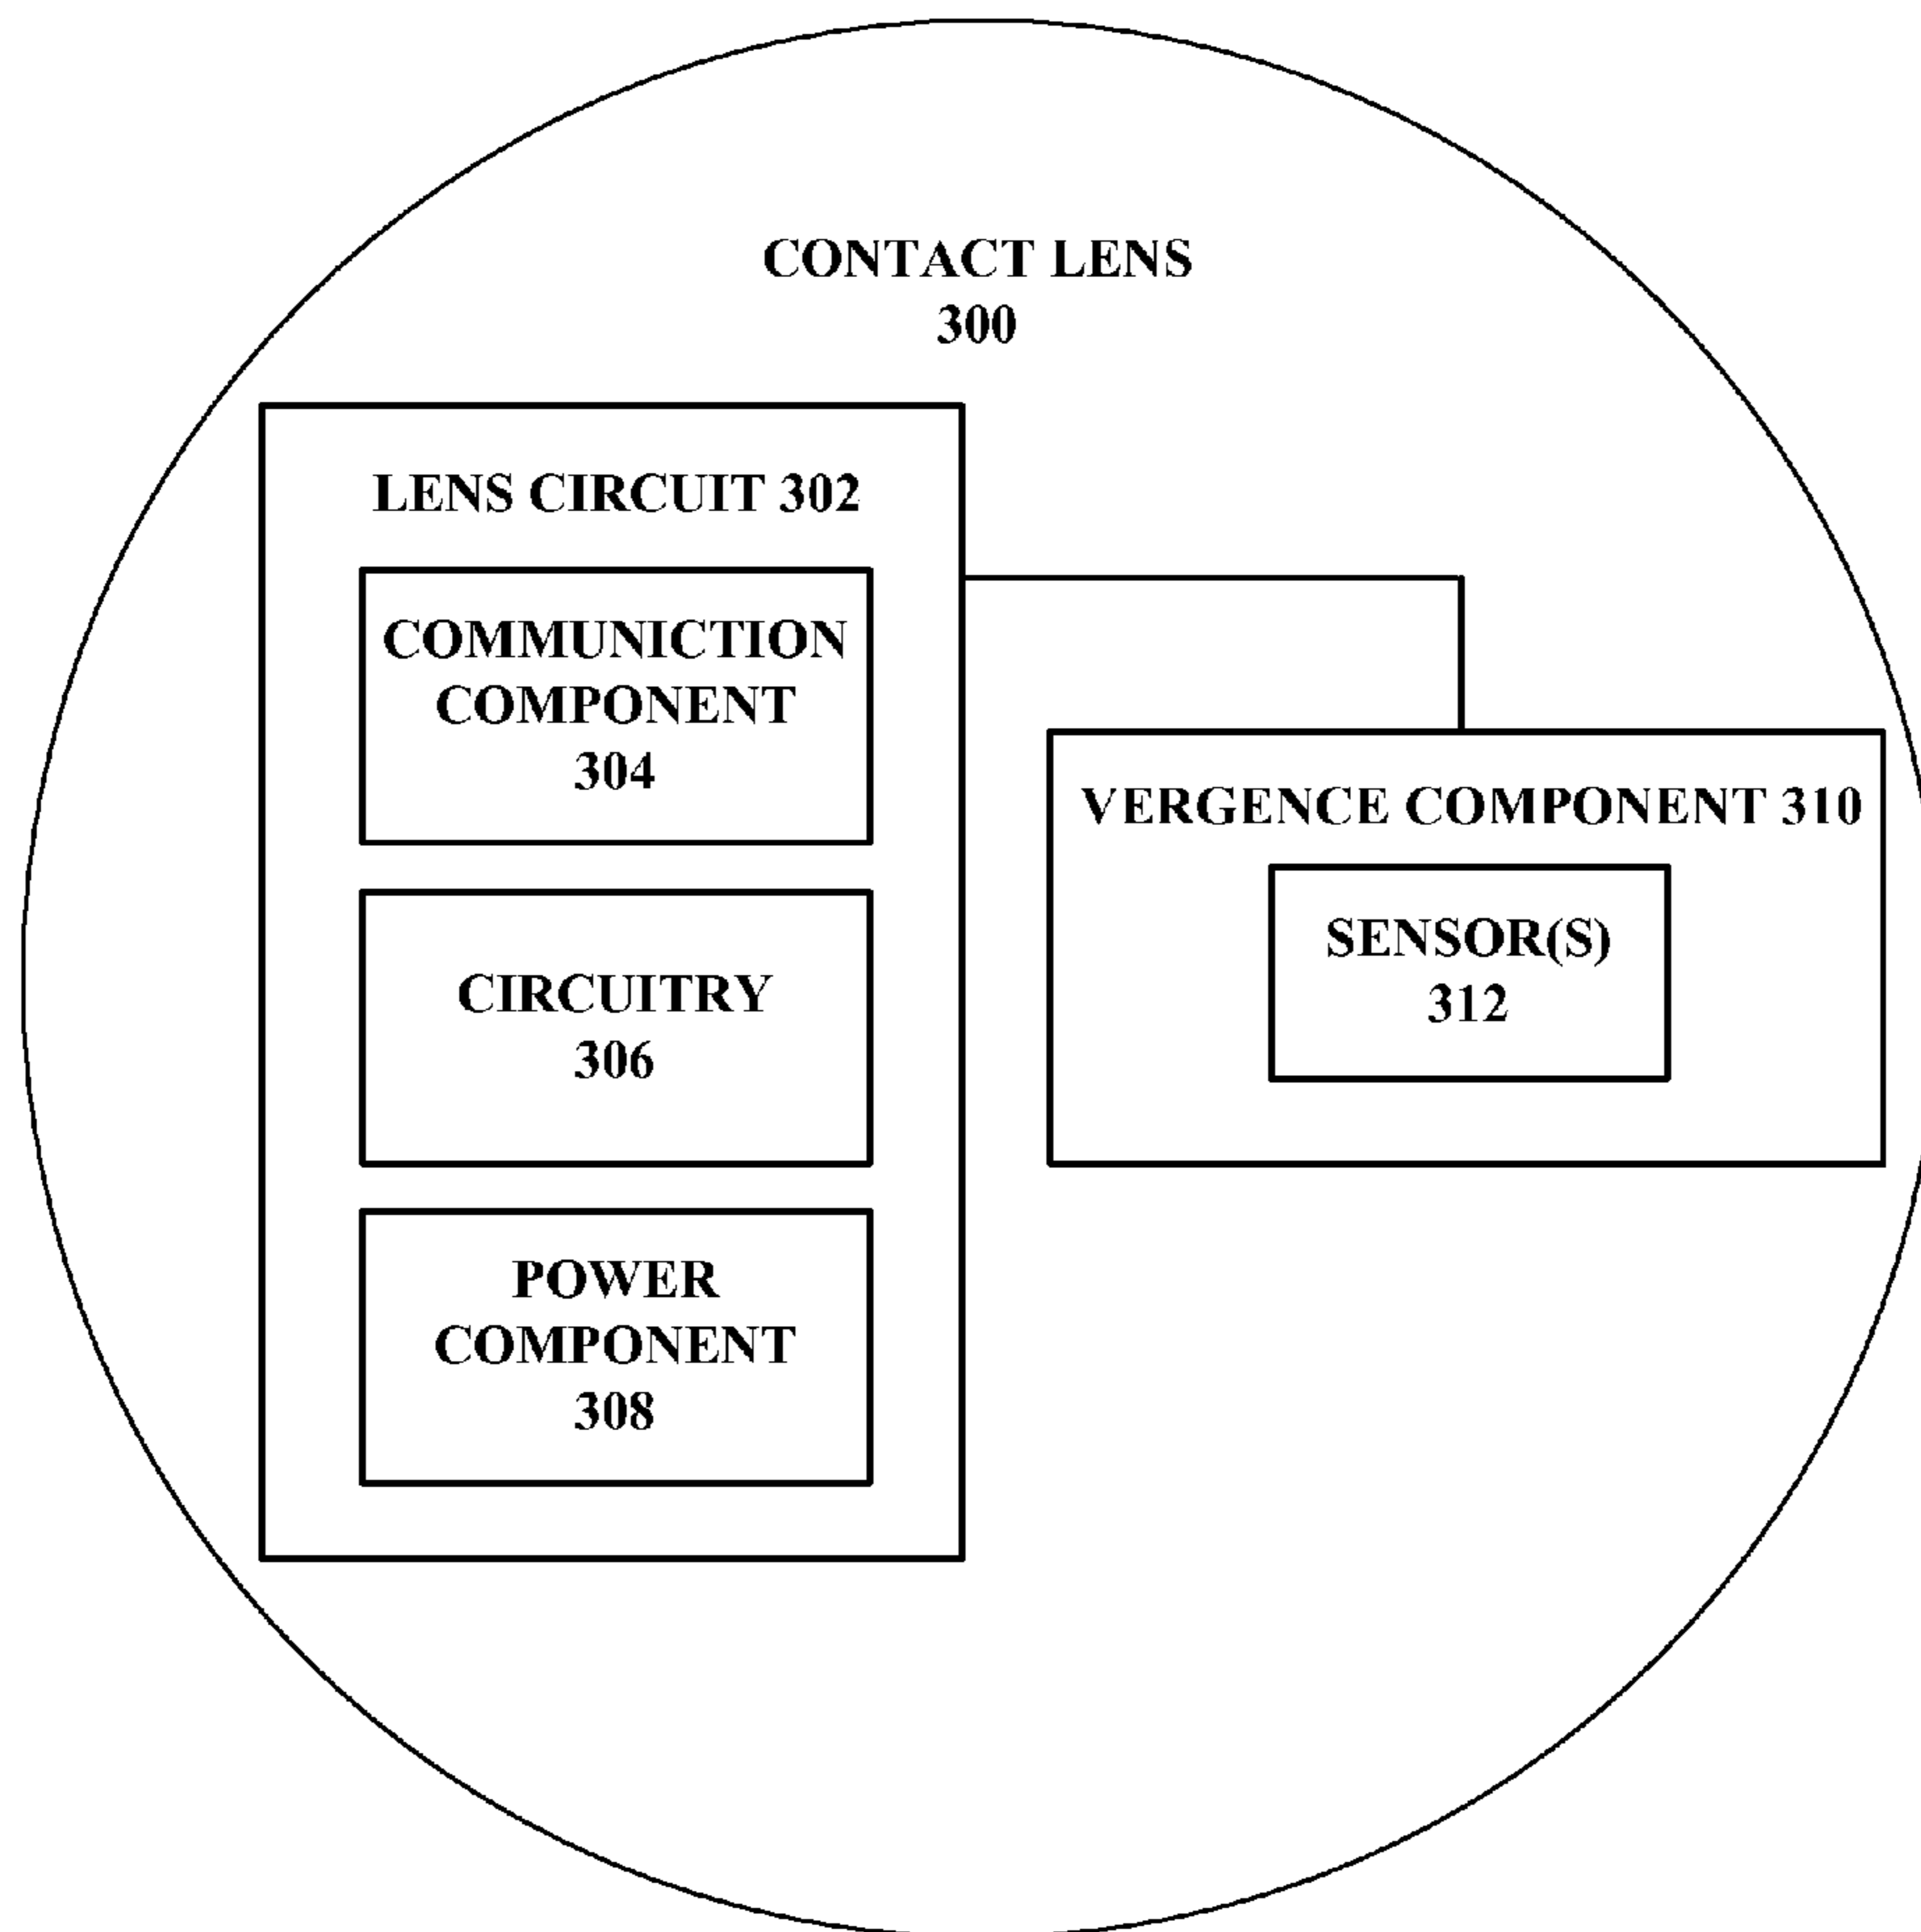 CONTACT LENS
300
LENS CIRCUIT 302
COMMUNICTION
COMPONENT
304
CIRCUITRY
306
POWER
COMPONENT
308
VERGENCE COMPONENT 310
SENSOR(S)
312